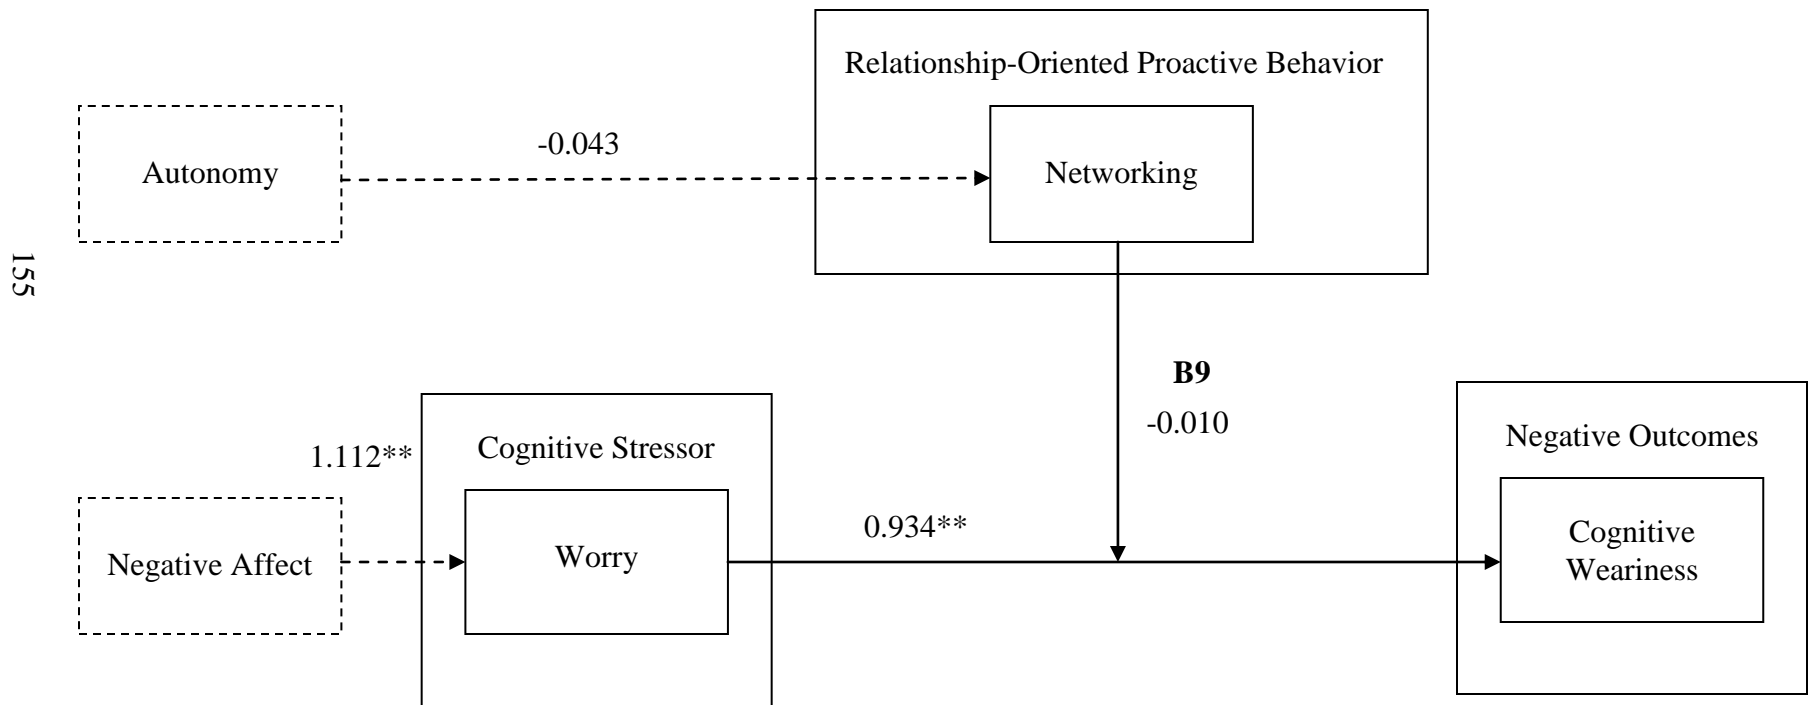 Relationship-Oriented Proactive Behavior
-0.043
Autonomy
Networking
155
B9
-0.010
1.112**
Cognitive Stressor
Negative Outcomes
0.934**
Negative Affect
Worry
Cognitive
Weariness